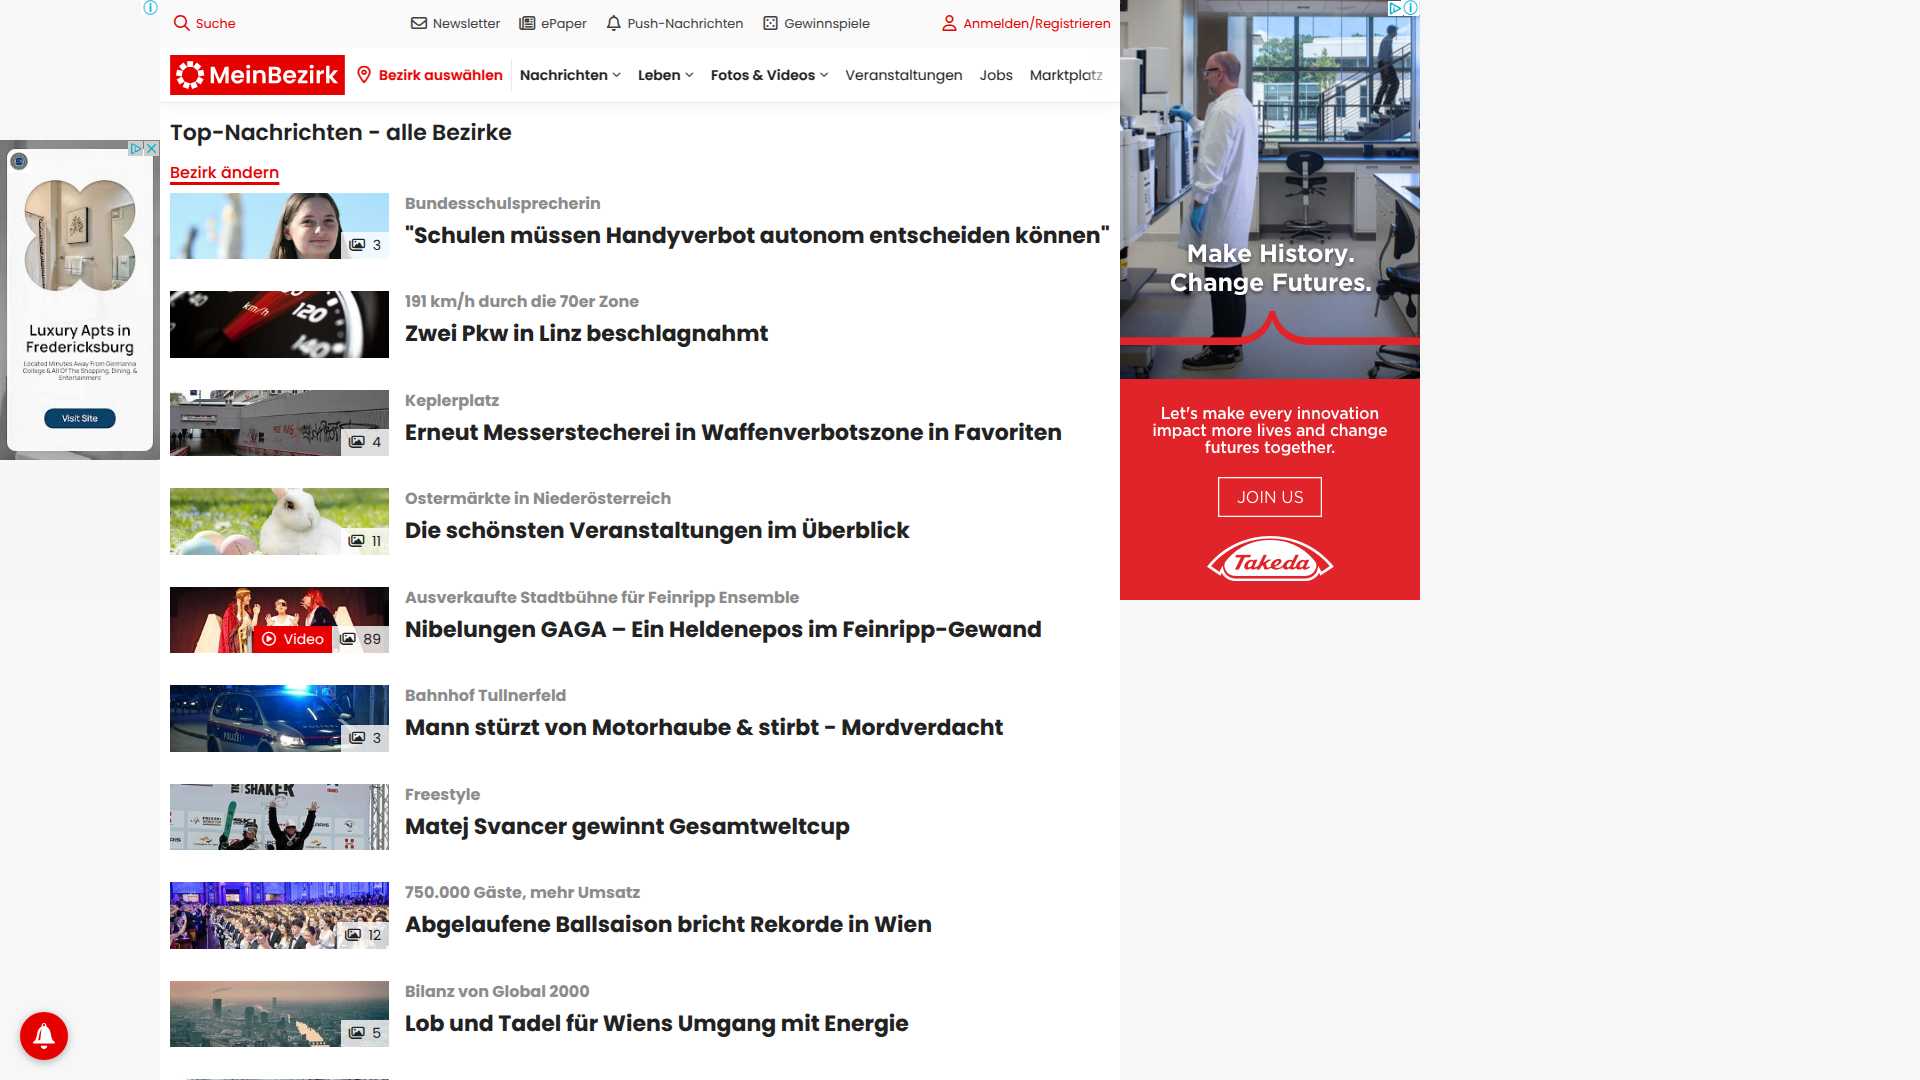 Suche
Newsletter
ePaper
Push-Nachrichten
Gewinnspiele
Anmelden/Registrieren
MeinBezirk
Bezirk auswählen
Nachrichten
Leben
Fotos & Videos
Veranstaltungen
Jobs
Marktplatz
Top-Nachrichten - alle Bezirke
Bezirk ändern
3
Bundesschulsprecherin
"Schulen müssen Handyverbot autonom entscheiden können"
km/h
120
140
191 km/h durch die 70er Zone
Zwei Pkw in Linz beschlagnahmt
4
Keplerplatz
Erneut Messerstecherei in Waffenverbotszone in Favoriten
11
Ostermärkte in Niederösterreich
Die schönsten Veranstaltungen im Überblick
Video
89
Ausverkaufte Stadtbühne für Feinripp Ensemble
Nibelungen GAGA – Ein Heldenepos im Feinripp-Gewand
POLIZEI
3
Bahnhof Tullnerfeld
Mann stürzt von Motorhaube & stirbt - Mordverdacht
SHAKER
Freestyle
Matej Svancer gewinnt Gesamtweltcup
12
750.000 Gäste, mehr Umsatz
Abgelaufene Ballsaison bricht Rekorde in Wien
5
Bilanz von Global 2000
Lob und Tadel für Wiens Umgang mit Energie
Luxury Apts in
Fredericksburg
Located Minutes Away From Germanna
College & All Of The Shopping, Dining, &
Entertainment
Visit Site
Make History.
Change Futures.
Let's make every innovation
impact more lives and change
futures together.
JOIN US
Takeda